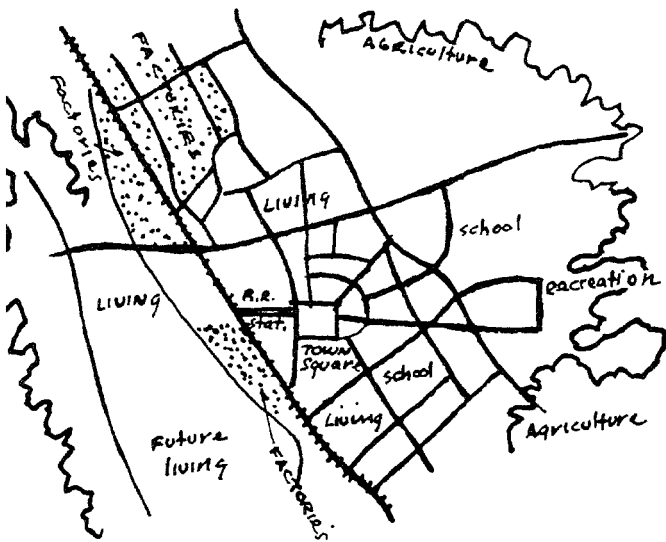 AGRICULTURE
FACTORIES
Factories
LIVING
School
LIVING
R.R.
Stat.
Recreation
TOWN
Square
School
Living
Agriculture
Future
living
FACTORIES